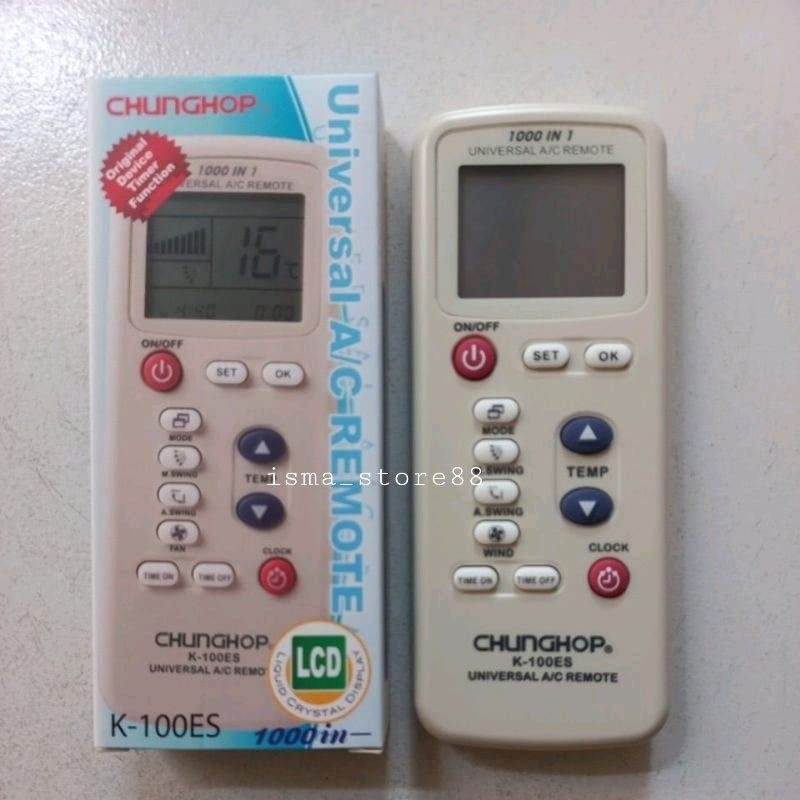 CHUNGHOP®
Original
Device
Timer
Function
1000 IN 1
UNIVERSAL A/C REMOTE
16°C
4:40 0:00
ON/OFF
SET
OK
MODE
M.SWING
TEMP
A.SWING
FAN
CLOCK
TIME ON
TIME OFF
CHUNGHOP®
K-100ES
UNIVERSAL A/C REMOTE
LCD
LIQUID CRYSTAL DISPLAY
K-100ES
1000 in
Universal A/C REMOTE
isma_store88
1000 IN 1
UNIVERSAL A/C REMOTE
ON/OFF
SET
OK
MODE
.SWING
TEMP
A.SWING
WIND
CLOCK
TIME ON
TIME OFF
CHUNGHOP®
K-100ES
UNIVERSAL A/C REMOTE